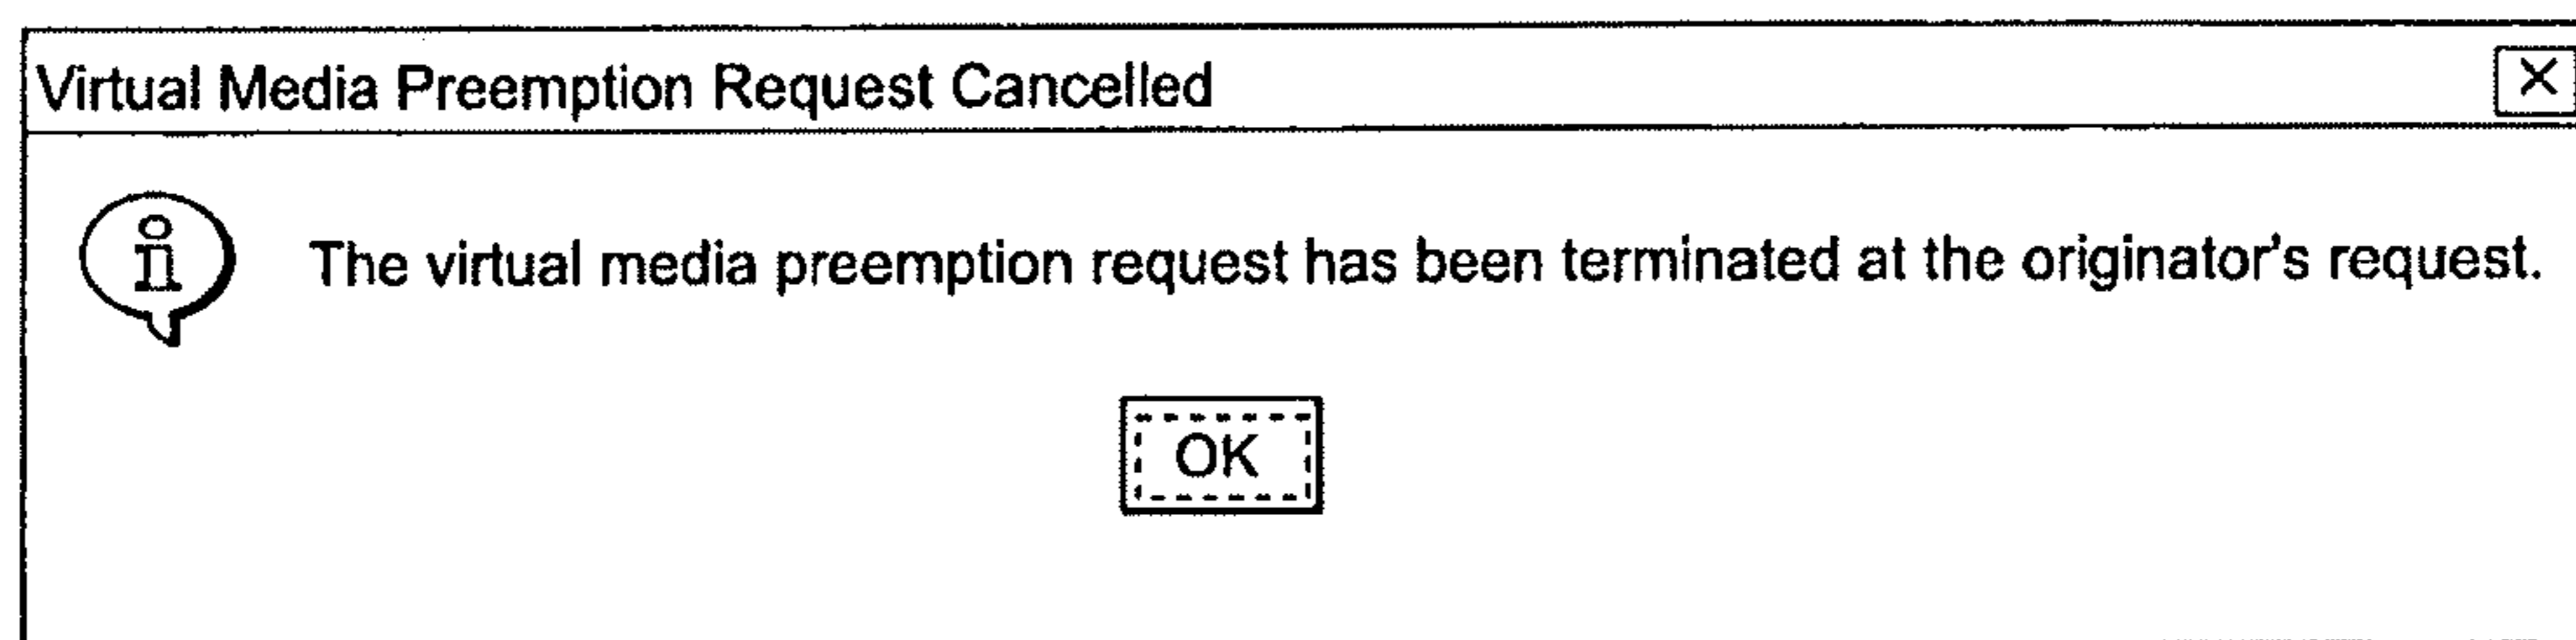 Virtual Media Preemption Request Cancelled X
i The virtual media preemption request has been terminated at the originator's request.
OK